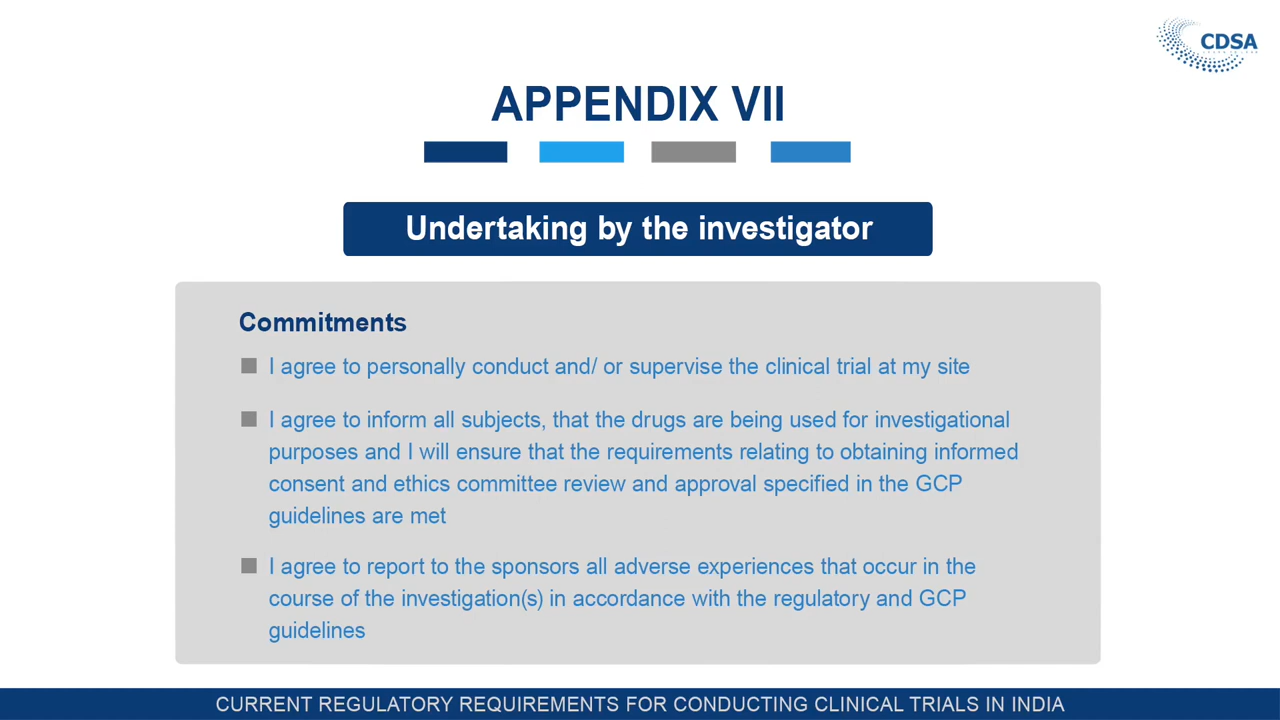 CDSA
APPENDIX VII
Undertaking by the investigator
Commitments
I agree to personally conduct and/ or supervise the clinical trial at my site
I agree to inform all subjects, that the drugs are being used for investigational
purposes and I will ensure that the requirements relating to obtaining informed
consent and ethics committee review and approval specified in the GCP
guidelines are met
I agree to report to the sponsors all adverse experiences that occur in the
course of the investigation(s) in accordance with the regulatory and GCP
guidelines
CURRENT REGULATORY REQUIREMENTS FOR CONDUCTING CLINICAL TRIALS IN INDIA